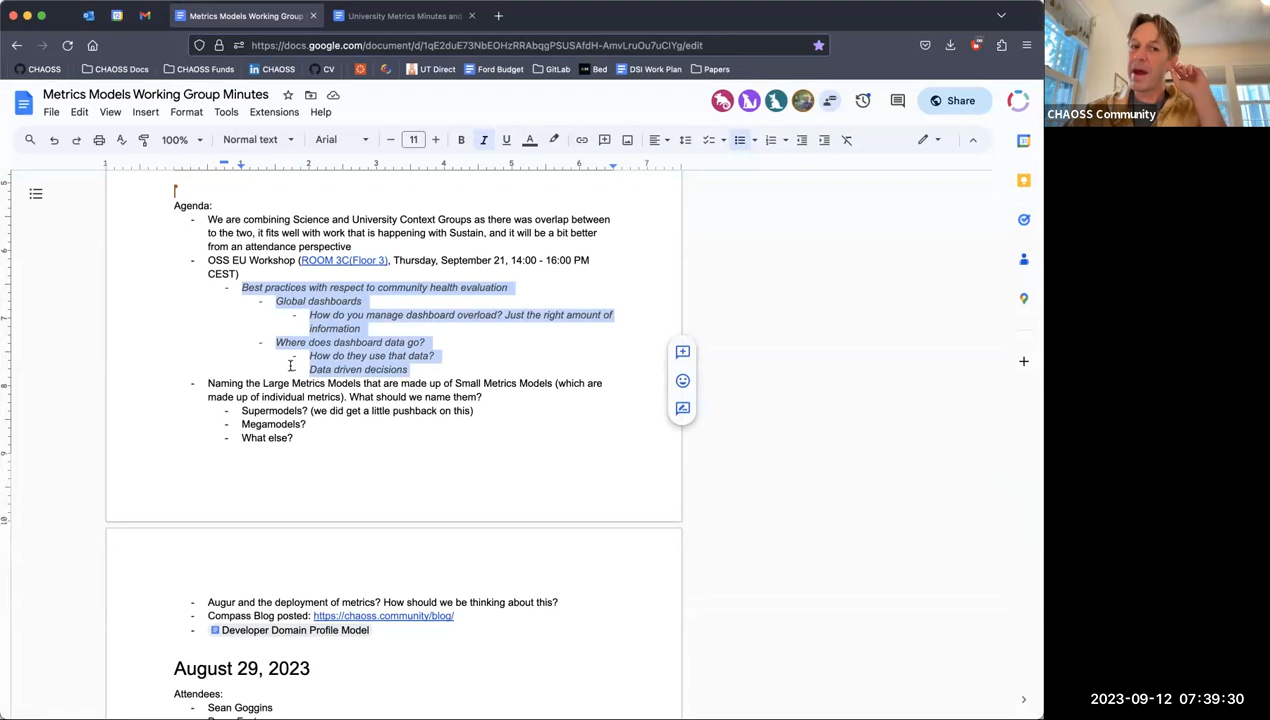 Metrics Models Working Group
University Metrics Minutes and
https://docs.google.com/document/d/1qE2duE73NbEOHzRRAbqgPSUSAfdH-AmvLruOu7uCIYg/edit
CHAOSS
CHAOSS Docs
CHAOSS Funds
CHAOSS
CV
UT Direct
Ford Budget
GitLab
Bed
DSI Work Plan
Papers
Metrics Models Working Group Minutes
File Edit View Insert Format Tools Extensions Help
Share
100%
Normal text
Arial
11
1 1 2 3 4 5 6 7
Agenda:
- We are combining Science and University Context Groups as there was overlap between
to the two, it fits well with work that is happening with Sustain, and it will be a bit better
from an attendance perspective
- OSS EU Workshop (ROOM 3C(Floor 3), Thursday, September 21, 14:00 - 16:00 PM
CEST)
- Best practices with respect to community health evaluation
- Global dashboards
- How do you manage dashboard overload? Just the right amount of
information
- Where does dashboard data go?
- How do they use that data?
- Data driven decisions
- Naming the Large Metrics Models that are made up of Small Metrics Models (which are
made up of individual metrics). What should we name them?
- Supermodels? (we did get a little pushback on this)
- Megamodels?
- What else?
- Augur and the deployment of metrics? How should we be thinking about this?
- Compass Blog posted: https://chaoss.community/blog/
- Developer Domain Profile Model
August 29, 2023
Attendees:
- Sean Goggins
CHAOSS Community
2023-09-12 07:39:30